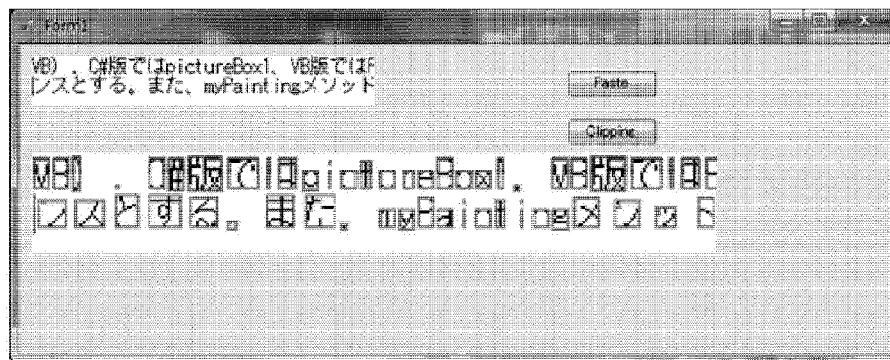 Form1
VB) , C#版ではpictureBox1、VB版ではP
ンスとする。また、myPaintingメソッド
Paste
Clipping
VB) . C#版ではpictureBox1. VB版では
ンスとする。また. myPaintingメソッド